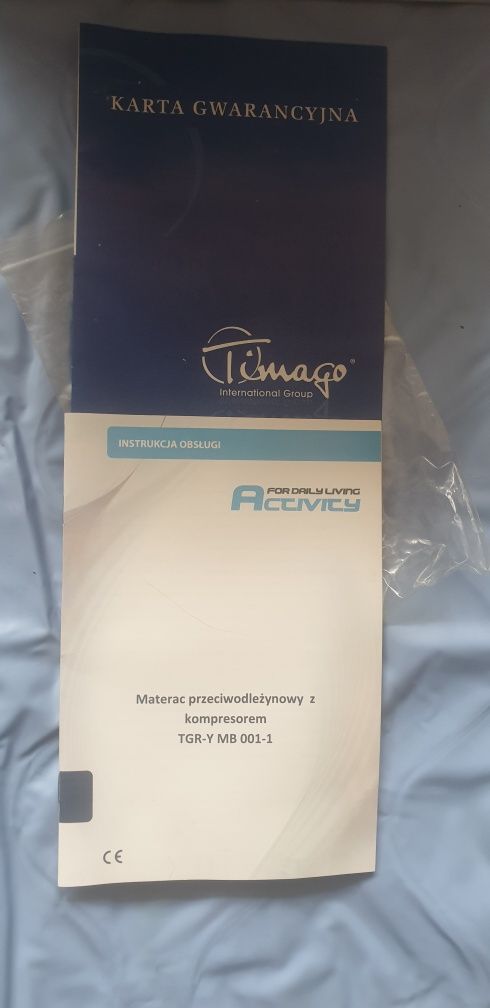 KARTA GWARANCYJNA
Timago®
International Group
INSTRUKCJA OBSŁUGI
FOR DAILY LIVING
ACTIVITY
Materac przeciwodleżynowy z
kompresorem
TGR-Y MB 001-1
CE